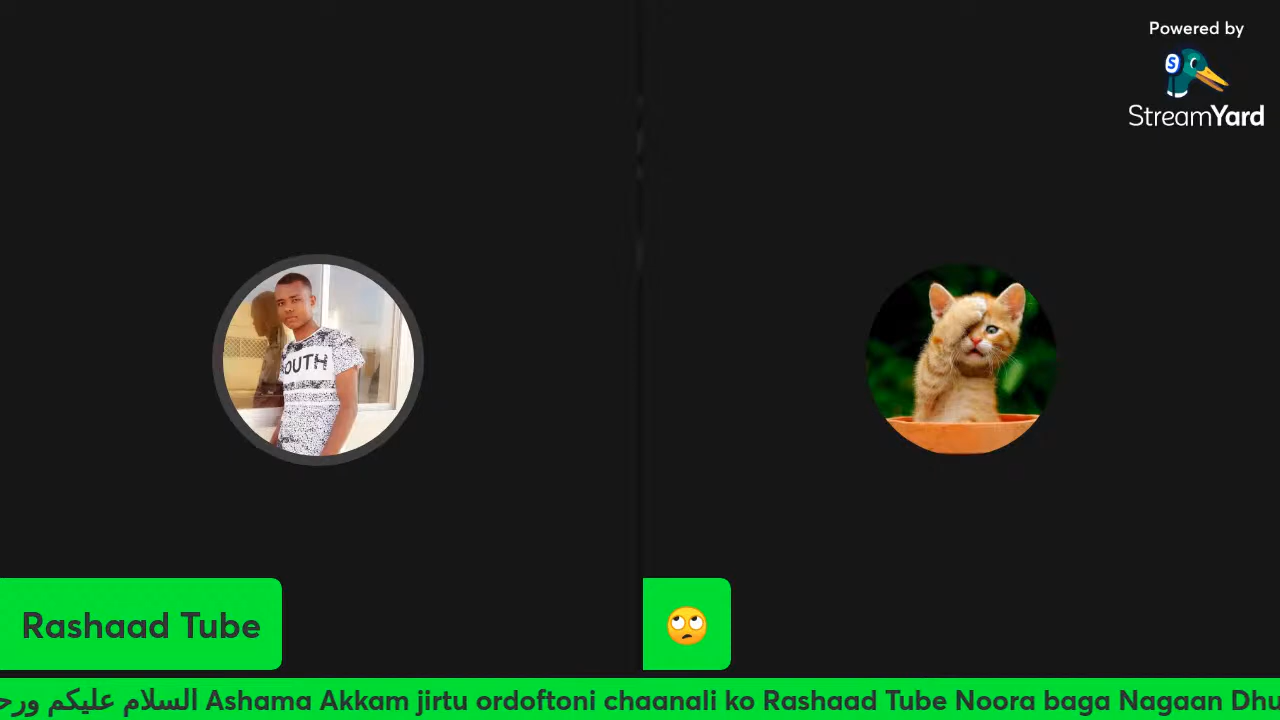 Powered by
S
StreamYard
OUTH
Rashaad Tube
🙄
السلام عليكم Ashama Akkam jirtu ordoftoni chaanali ko Rashaad Tube Noora baga Nagaan